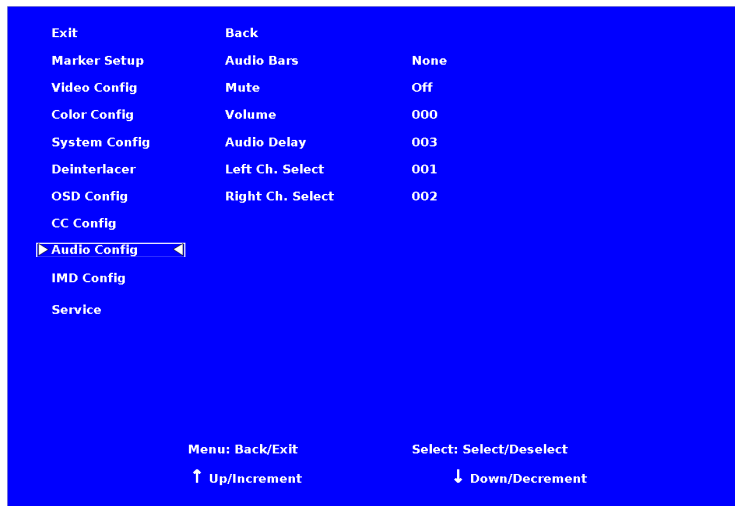 Exit Back
Marker Setup Audio Bars None
Video Config Mute Off
Color Config Volume 000
System Config Audio Delay 003
Deinterlacer Left Ch. Select 001
OSD Config Right Ch. Select 002
CC Config
Audio Config
IMD Config
Service
Menu: Back/Exit Select: Select/Deselect
↑ Up/Increment ↓ Down/Decrement